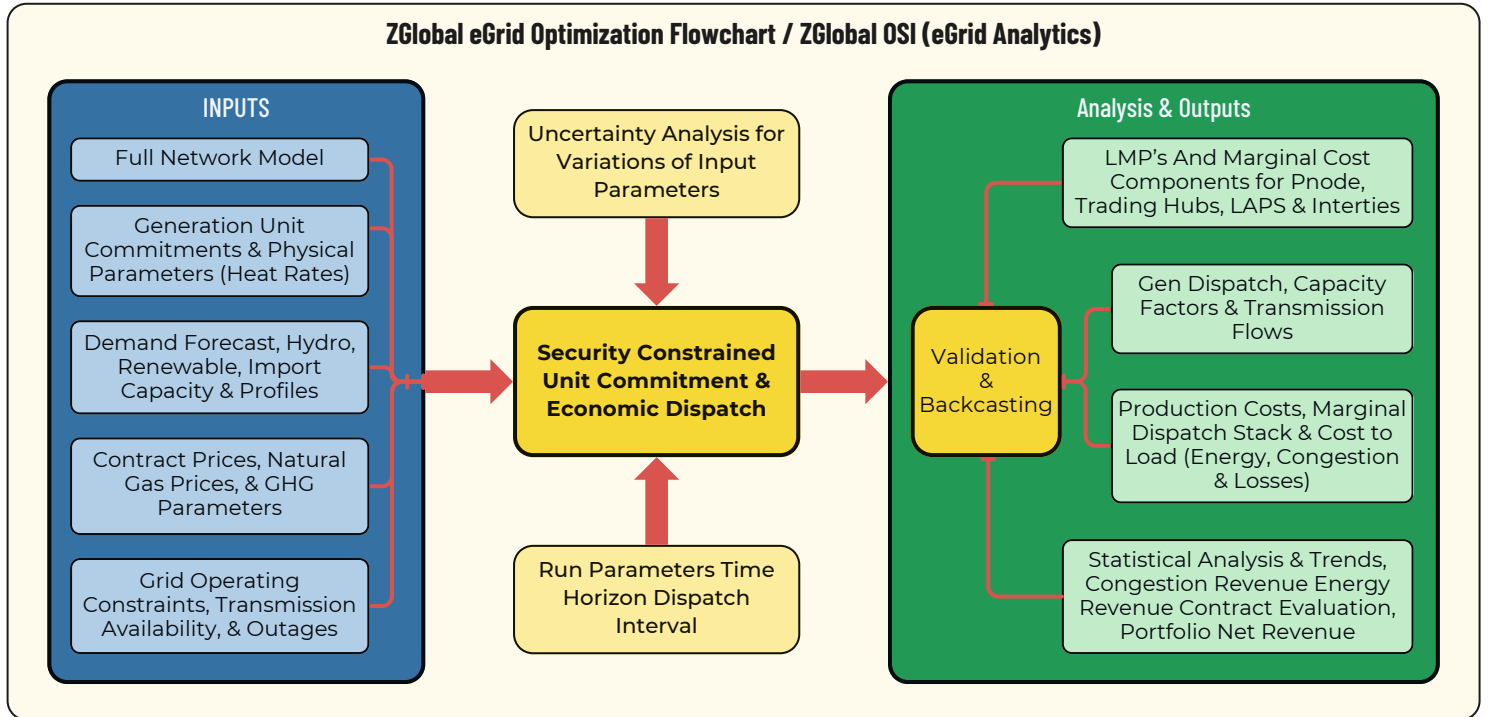 ZGlobal eGrid Optimization Flowchart / ZGlobal OSI (eGrid Analytics)
INPUTS
Full Network Model
Generation Unit
Commitments & Physical
Parameters (Heat Rates)
Demand Forecast, Hydro,
Renewable, Import
Capacity & Profiles
Contract Prices, Natural
Gas Prices, & GHG
Parameters
Grid Operating
Constraints, Transmission
Availability, & Outages
Uncertainty Analysis for
Variations of Input
Parameters
Security Constrained
Unit Commitment &
Economic Dispatch
Run Parameters Time
Horizon Dispatch
Interval
Analysis & Outputs
Validation
&
Backcasting
LMP's And Marginal Cost
Components for Pnode,
Trading Hubs, LAPS & Interties
Gen Dispatch, Capacity
Factors & Transmission
Flows
Production Costs, Marginal
Dispatch Stack & Cost to
Load (Energy, Congestion
& Losses)
Statistical Analysis & Trends,
Congestion Revenue Energy
Revenue Contract Evaluation,
Portfolio Net Revenue